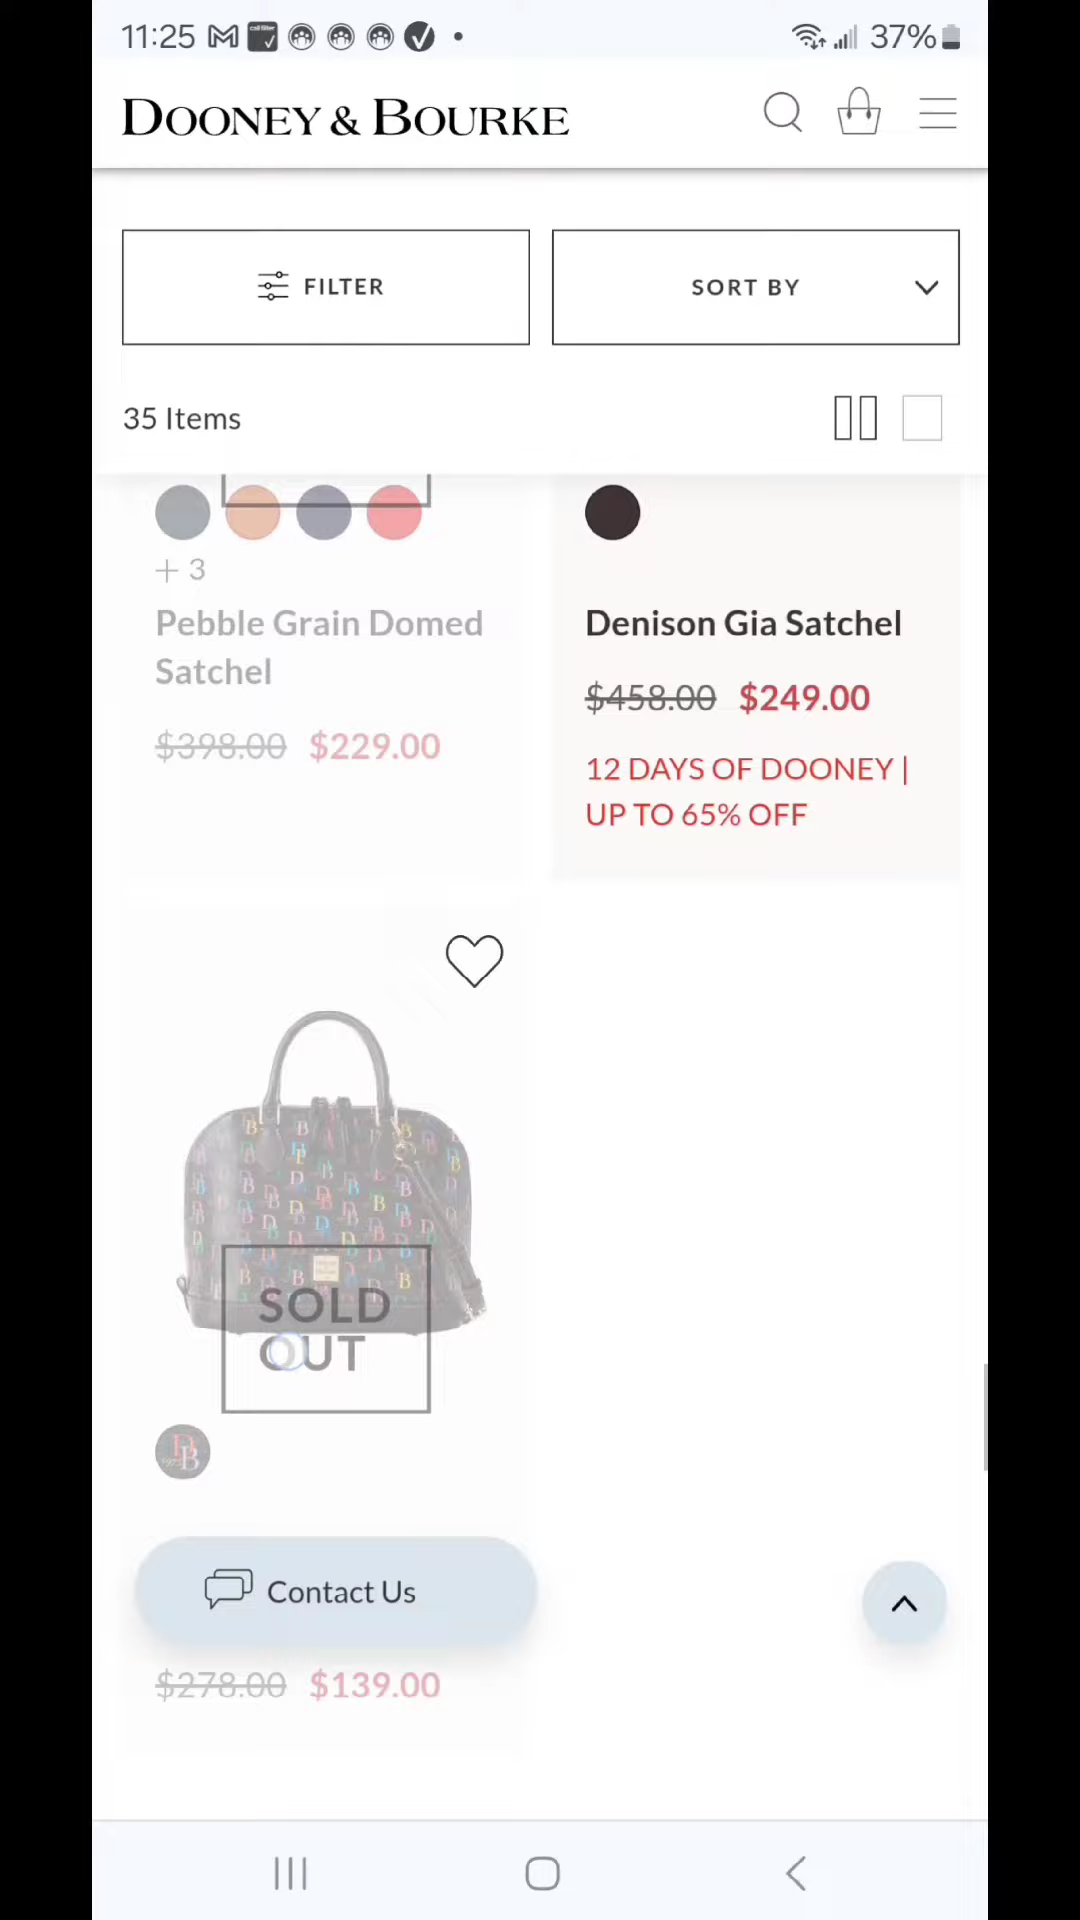 11:25
37%
DOONEY & BOURKE
FILTER
SORT BY
35 Items
+ 3
Pebble Grain Domed
Satchel
$398.00 $229.00
Denison Gia Satchel
$458.00 $249.00
12 DAYS OF DOONEY |
UP TO 65% OFF
SOLD
OUT
Contact Us
$278.00 $139.00